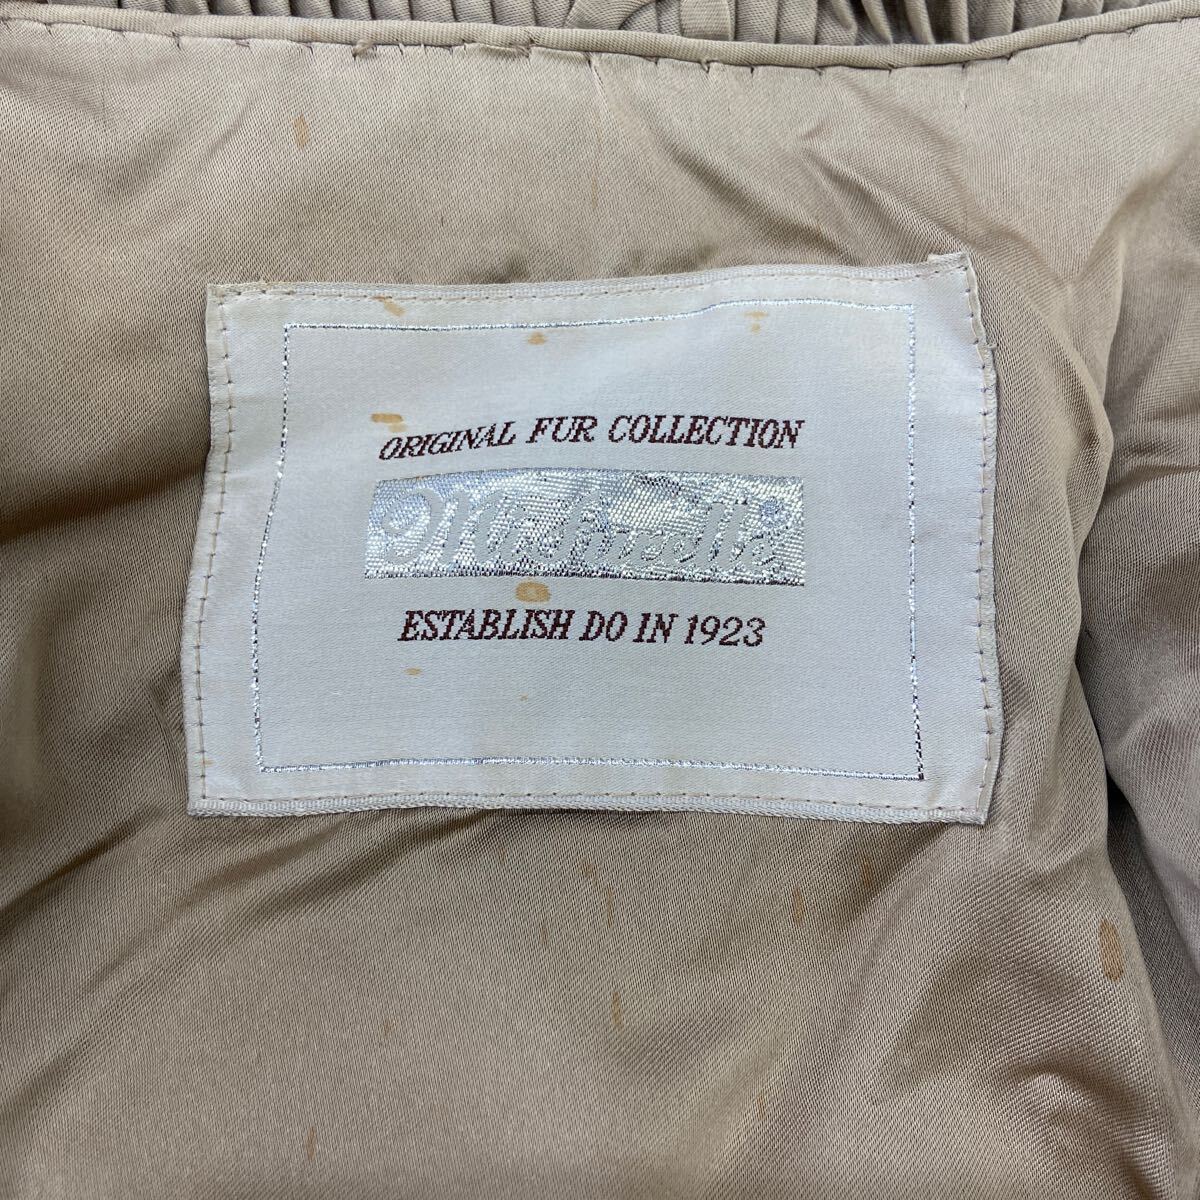 ORIGINAL FUR COLLECTION
ESTABLISH DO IN 1923